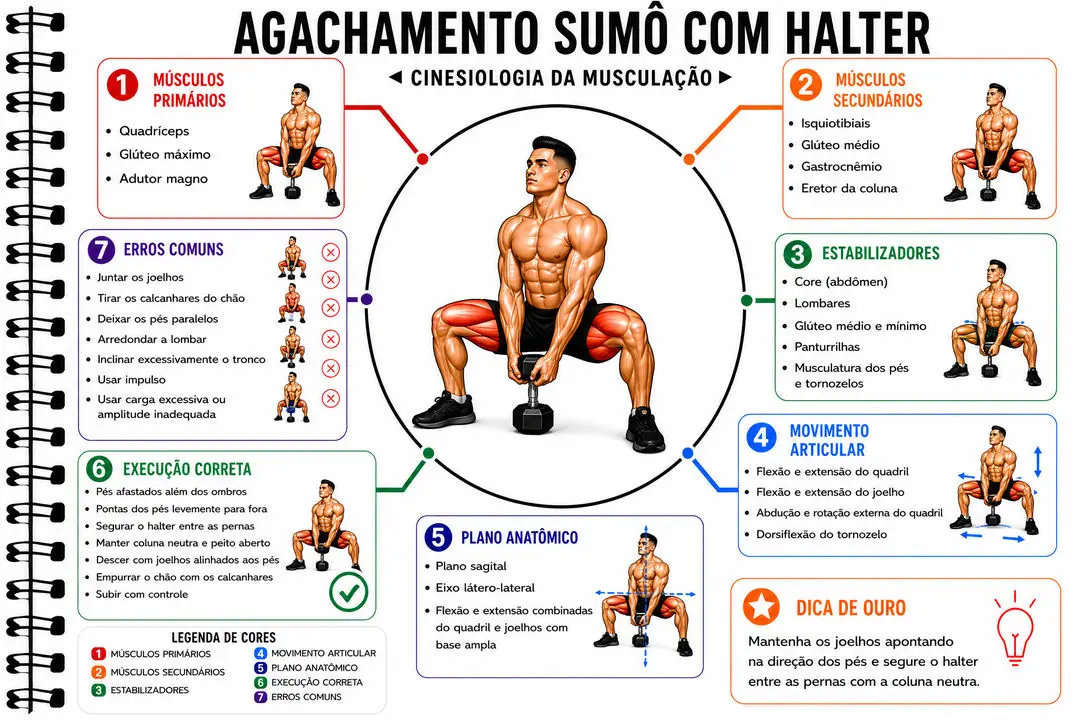 AGACHAMENTO SUMÔ COM HALTER
CINESIOLOGIA DA MUSCULAÇÃO
1 MÚSCULOS
PRIMÁRIOS
• Quadríceps
• Glúteo máximo
• Adutor magno
2 MÚSCULOS
SECUNDÁRIOS
• Isquiotibiais
• Glúteo médio
• Gastrocnêmio
• Eretor da coluna
3 ESTABILIZADORES
• Core (abdômen)
• Lombares
• Glúteo médio e mínimo
• Panturrilhas
• Musculatura dos pés
e tornozelos
4 MOVIMENTO
ARTICULAR
• Flexão e extensão do quadril
• Flexão e extensão do joelho
• Abdução e rotação externa do quadril
• Dorsiflexão do tornozelo
5 PLANO ANATÔMICO
• Plano sagital
• Eixo látero-lateral
• Flexão e extensão combinadas
do quadril e joelhos com
base ampla
6 EXECUÇÃO CORRETA
• Pés afastados além dos ombros
• Pontas dos pés levemente para fora
• Segurar o halter entre as pernas
• Manter coluna neutra e peito aberto
• Descer com joelhos alinhados aos pés
• Empurrar o chão com os calcanhares
• Subir com controle
7 ERROS COMUNS
• Juntar os joelhos
• Tirar os calcanhares do chão
• Deixar os pés paralelos
• Arredondar a lombar
• Inclinar excessivamente o tronco
• Usar impulso
• Usar carga excessiva ou
amplitude inadequada
LEGENDA DE CORES
1 MÚSCULOS PRIMÁRIOS
2 MÚSCULOS SECUNDÁRIOS
3 ESTABILIZADORES
4 MOVIMENTO ARTICULAR
5 PLANO ANATÔMICO
6 EXECUÇÃO CORRETA
7 ERROS COMUNS
DICA DE OURO
Mantenha os joelhos apontando
na direção dos pés e segure o halter
entre as pernas com a coluna neutra.